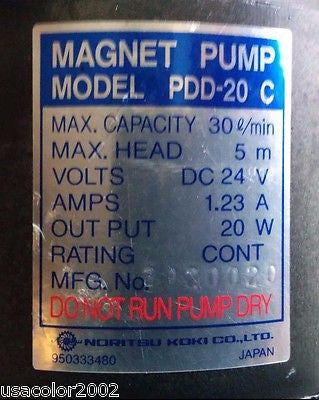 MAGNET PUMP
MODEL PDD-20 C
MAX. CAPACITY 30ℓ/min
MAX. HEAD 5 m
VOLTS DC 24 V
AMPS 1.23 A
OUT PUT 20 W
RATING CONT
MFG. No.
DO NOT RUN PUMP DRY
NORITSU KOKI CO.,LTD.
950333480 JAPAN
usacolor2002